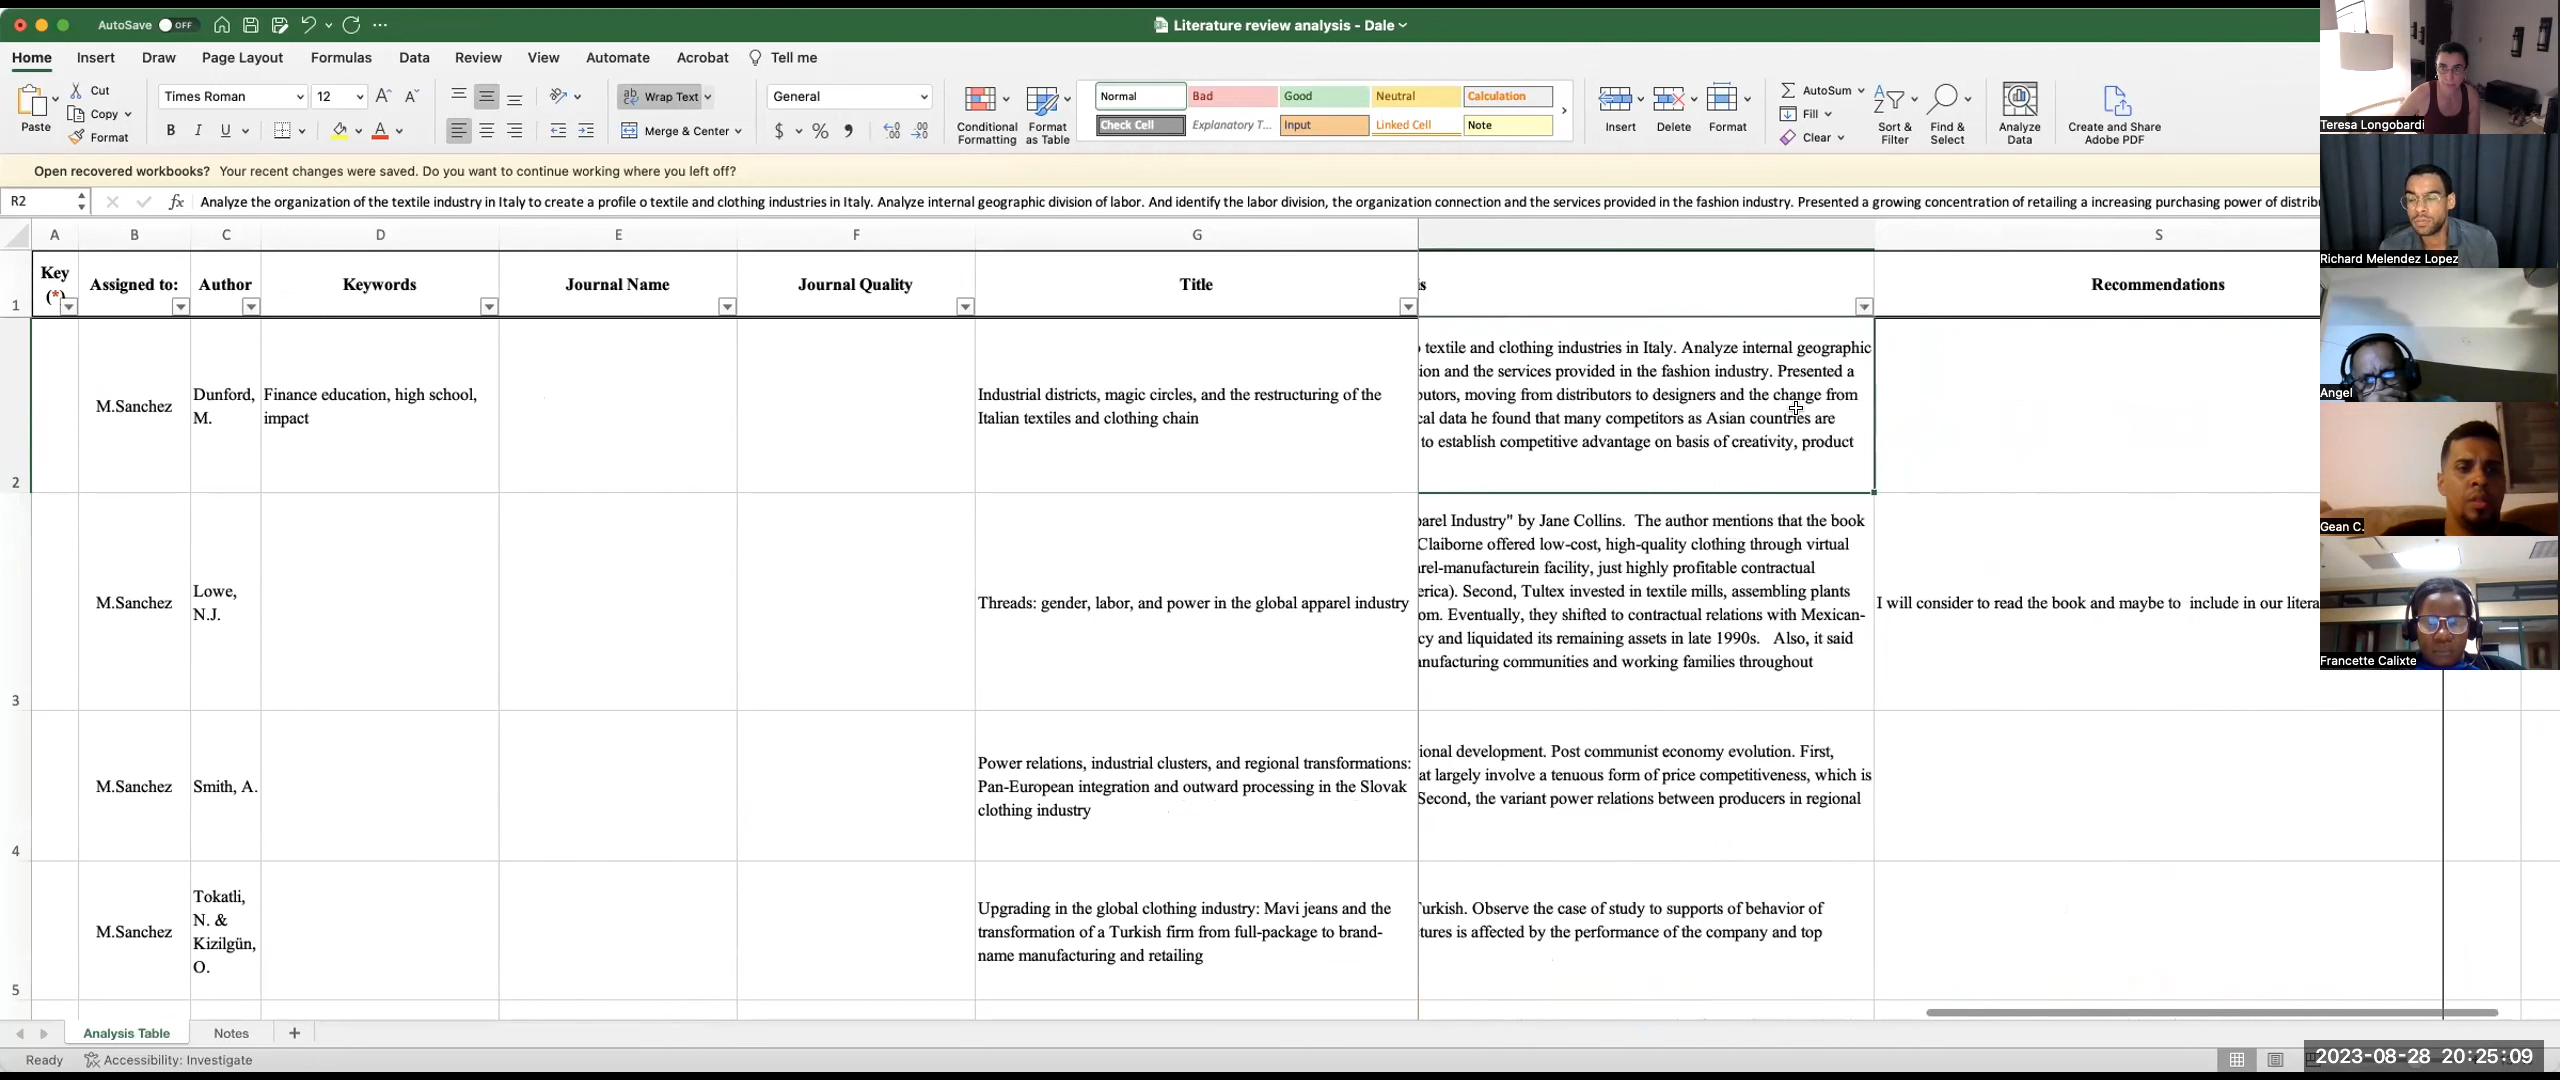 AutoSave OFF
Literature review analysis - Dale
Home Insert Draw Page Layout Formulas Data Review View Automate Acrobat Tell me
Paste
Cut
Copy
Format
Times Roman 12
B I U
Wrap Text
Merge & Center
General
$ %
Conditional Formatting
Format as Table
Normal Bad Good Neutral Calculation
Check Cell Explanatory T... Input Linked Cell Note
Insert Delete Format
AutoSum
Fill
Clear
Sort & Filter
Find & Select
Analyze Data
Create and Share Adobe PDF
Open recovered workbooks? Your recent changes were saved. Do you want to continue working where you left off?
R2 fx Analyze the organization of the textile industry in Italy to create a profile o textile and clothing industries in Italy. Analyze internal geographic division of labor. And identify the labor division, the organization connection and the services provided in the fashion industry. Presented a growing concentration of retailing a increasing purchasing power of distribu
A B C D E F G S
1 Key (*) Assigned to: Author Keywords Journal Name Journal Quality Title s Recommendations
2
M.Sanchez
Dunford,
M.
Finance education, high school,
impact
Industrial districts, magic circles, and the restructuring of the
Italian textiles and clothing chain
textile and clothing industries in Italy. Analyze internal geographic
ion and the services provided in the fashion industry. Presented a
butors, moving from distributors to designers and the change from
cal data he found that many competitors as Asian countries are
to establish competitive advantage on basis of creativity, product
3
M.Sanchez
Lowe,
N.J.
Threads: gender, labor, and power in the global apparel industry
parel Industry" by Jane Collins. The author mentions that the book
Claiborne offered low-cost, high-quality clothing through virtual
rel-manufacturein facility, just highly profitable contractual
erica). Second, Tultex invested in textile mills, assembling plants
om. Eventually, they shifted to contractual relations with Mexican-
cy and liquidated its remaining assets in late 1990s. Also, it said
anufacturing communities and working families throughout
I will consider to read the book and maybe to include in our litera
4
M.Sanchez
Smith, A.
Power relations, industrial clusters, and regional transformations:
Pan-European integration and outward processing in the Slovak
clothing industry
ional development. Post communist economy evolution. First,
at largely involve a tenuous form of price competitiveness, which is
Second, the variant power relations between producers in regional
5
M.Sanchez
Tokatli,
N. &
Kizilgün,
O.
Upgrading in the global clothing industry: Mavi jeans and the
transformation of a Turkish firm from full-package to brand-
name manufacturing and retailing
Turkish. Observe the case of study to supports of behavior of
tures is affected by the performance of the company and top
Analysis Table Notes +
Ready Accessibility: Investigate
Teresa Longobardi
Richard Melendez Lopez
Angel
Gean C.
Francette Calixte
2023-08-28 20:25:09